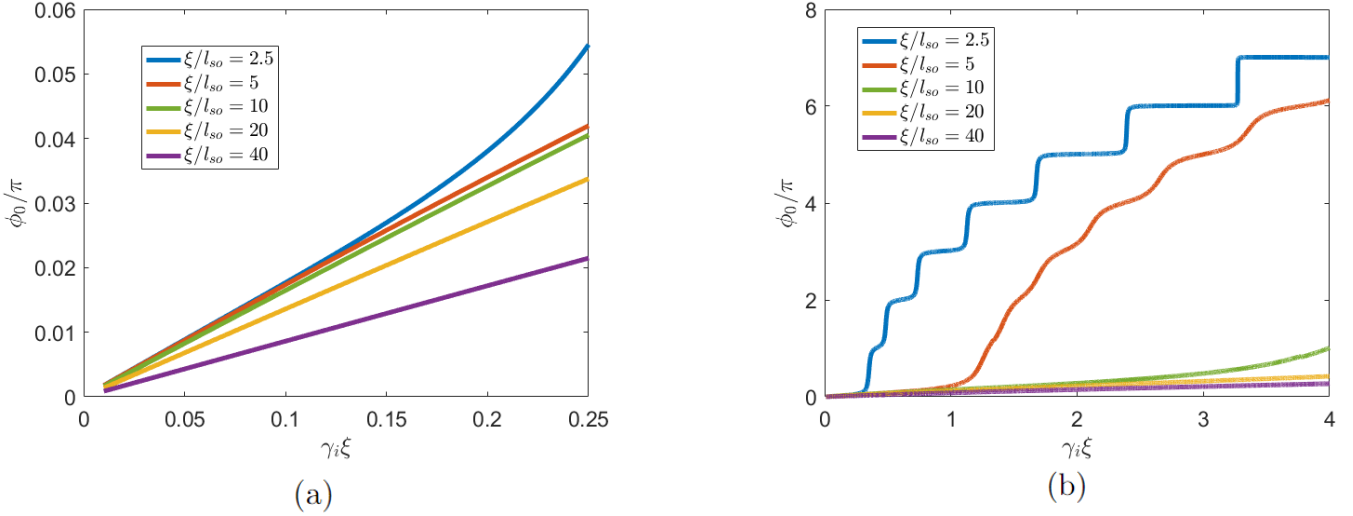 0.06
0.05
0.04
0.03
0.02
0.01
0
ϕ₀/π
ξ/lₛₒ = 2.5
ξ/lₛₒ = 5
ξ/lₛₒ = 10
ξ/lₛₒ = 20
ξ/lₛₒ = 40
0 0.05 0.1 0.15 0.2 0.25
γᵢξ
(a)
8
6
4
2
0
ϕ₀/π
ξ/lₛₒ = 2.5
ξ/lₛₒ = 5
ξ/lₛₒ = 10
ξ/lₛₒ = 20
ξ/lₛₒ = 40
0 1 2 3 4
γᵢξ
(b)